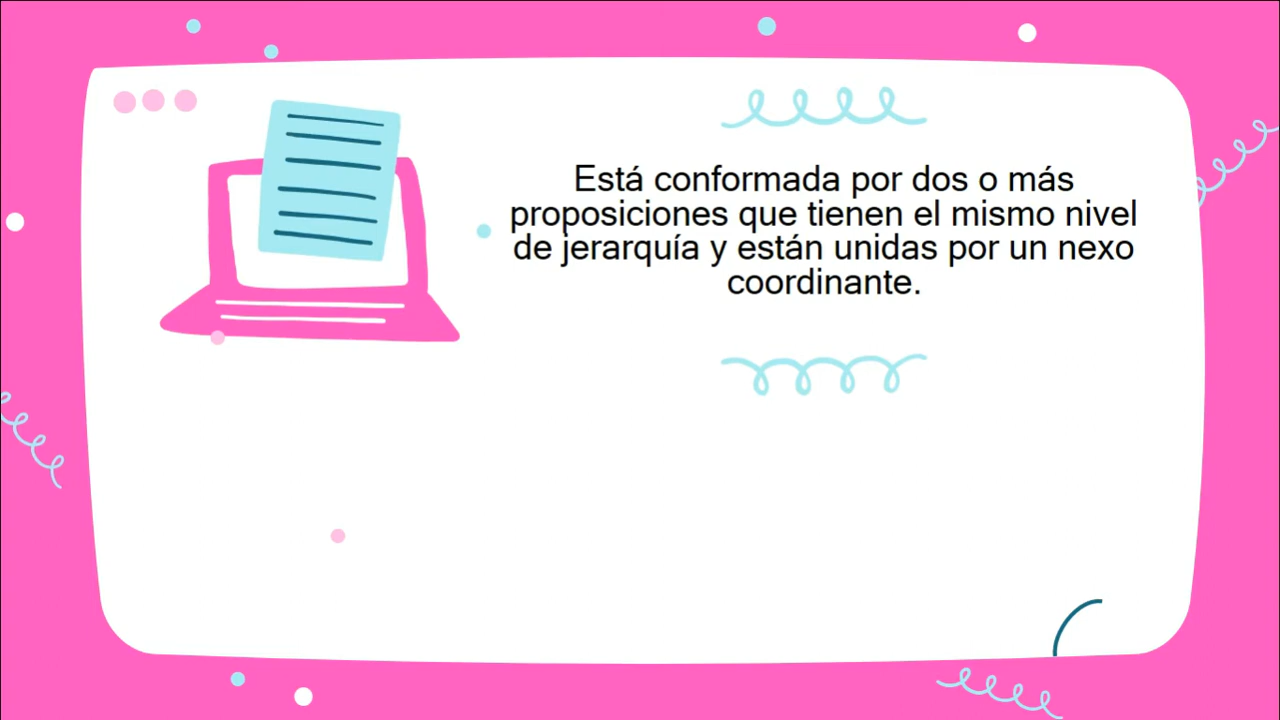 Está conformada por dos o más
proposiciones que tienen el mismo nivel
de jerarquía y están unidas por un nexo
coordinante.